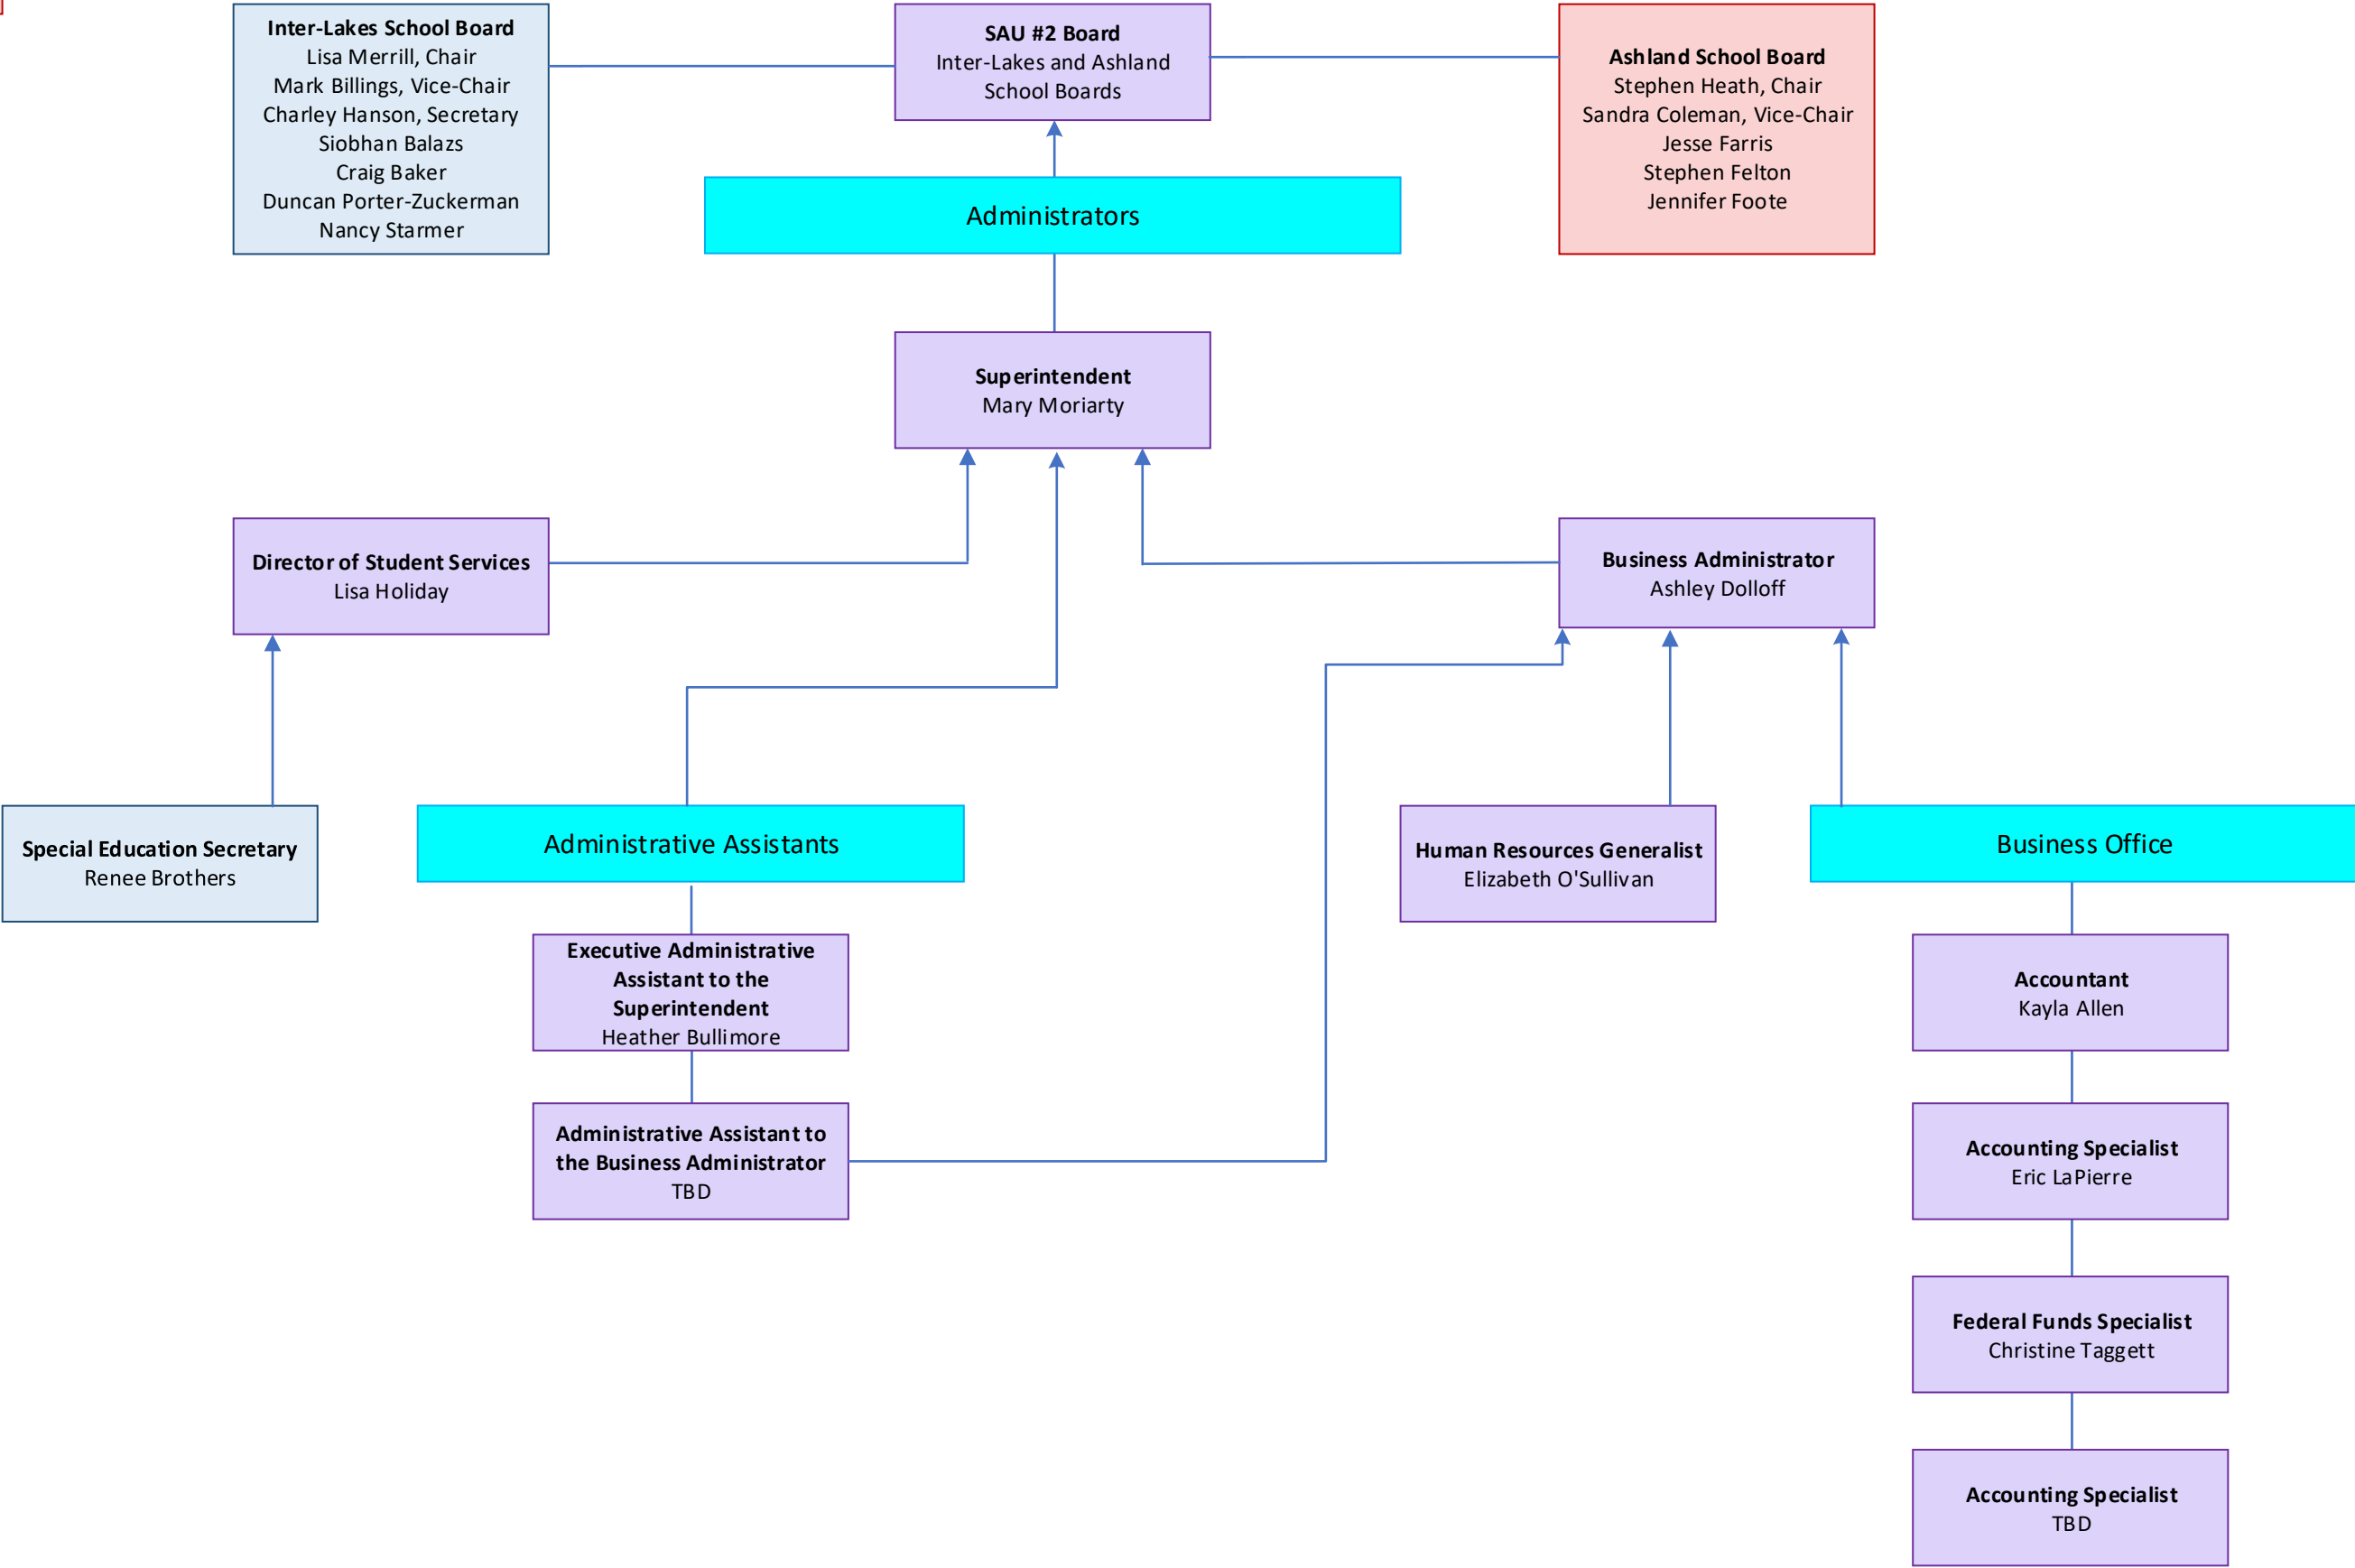 Inter-Lakes School Board
Lisa Merrill, Chair
Mark Billings, Vice-Chair
Charley Hanson, Secretary
Siobhan Balazs
Craig Baker
Duncan Porter-Zuckerman
Nancy Starmer
SAU #2 Board
Inter-Lakes and Ashland
School Boards
Ashland School Board
Stephen Heath, Chair
Sandra Coleman, Vice-Chair
Jesse Farris
Stephen Felton
Jennifer Foote
Administrators
Superintendent
Mary Moriarty
Director of Student Services
Lisa Holiday
Business Administrator
Ashley Dolloff
Special Education Secretary
Renee Brothers
Administrative Assistants
Executive Administrative
Assistant to the
Superintendent
Heather Bullimore
Administrative Assistant to
the Business Administrator
TBD
Human Resources Generalist
Elizabeth O'Sullivan
Business Office
Accountant
Kayla Allen
Accounting Specialist
Eric LaPierre
Federal Funds Specialist
Christine Taggett
Accounting Specialist
TBD